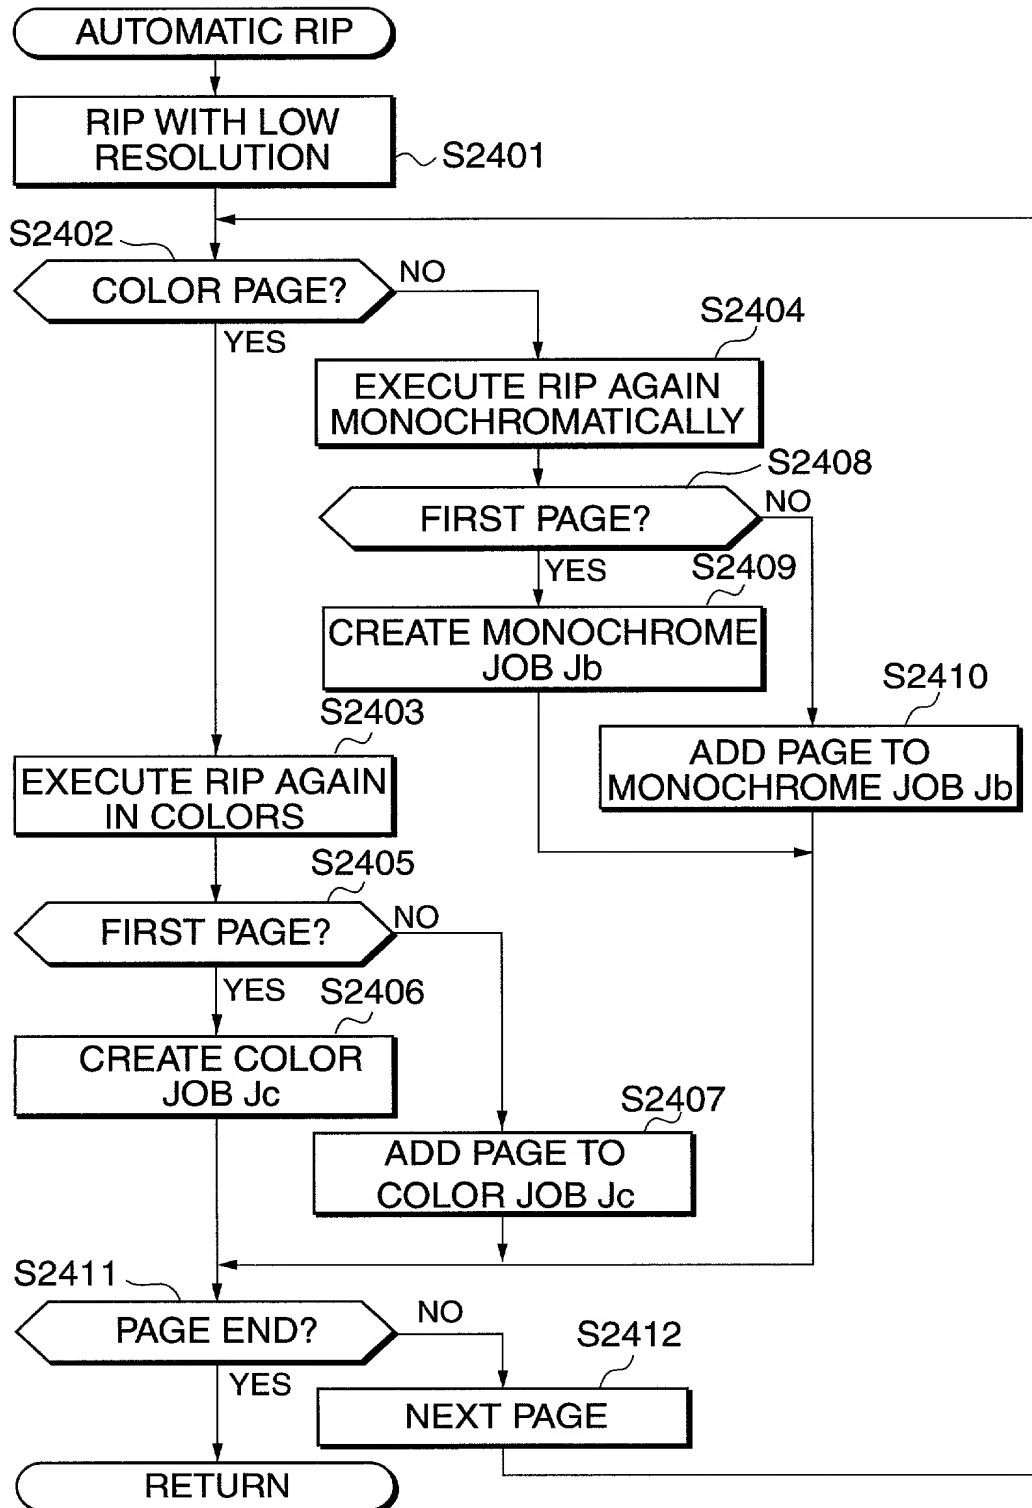 AUTOMATIC RIP
RIP WITH LOW
RESOLUTION
S2401
S2402
COLOR PAGE?
NO
YES
S2404
EXECUTE RIP AGAIN
MONOCHROMATICALLY
S2408
FIRST PAGE?
NO
YES
S2409
CREATE MONOCHROME
JOB Jb
S2410
ADD PAGE TO
MONOCHROME JOB Jb
S2403
EXECUTE RIP AGAIN
IN COLORS
S2405
FIRST PAGE?
NO
YES
S2406
CREATE COLOR
JOB Jc
S2407
ADD PAGE TO
COLOR JOB Jc
S2411
PAGE END?
NO
YES
S2412
NEXT PAGE
RETURN